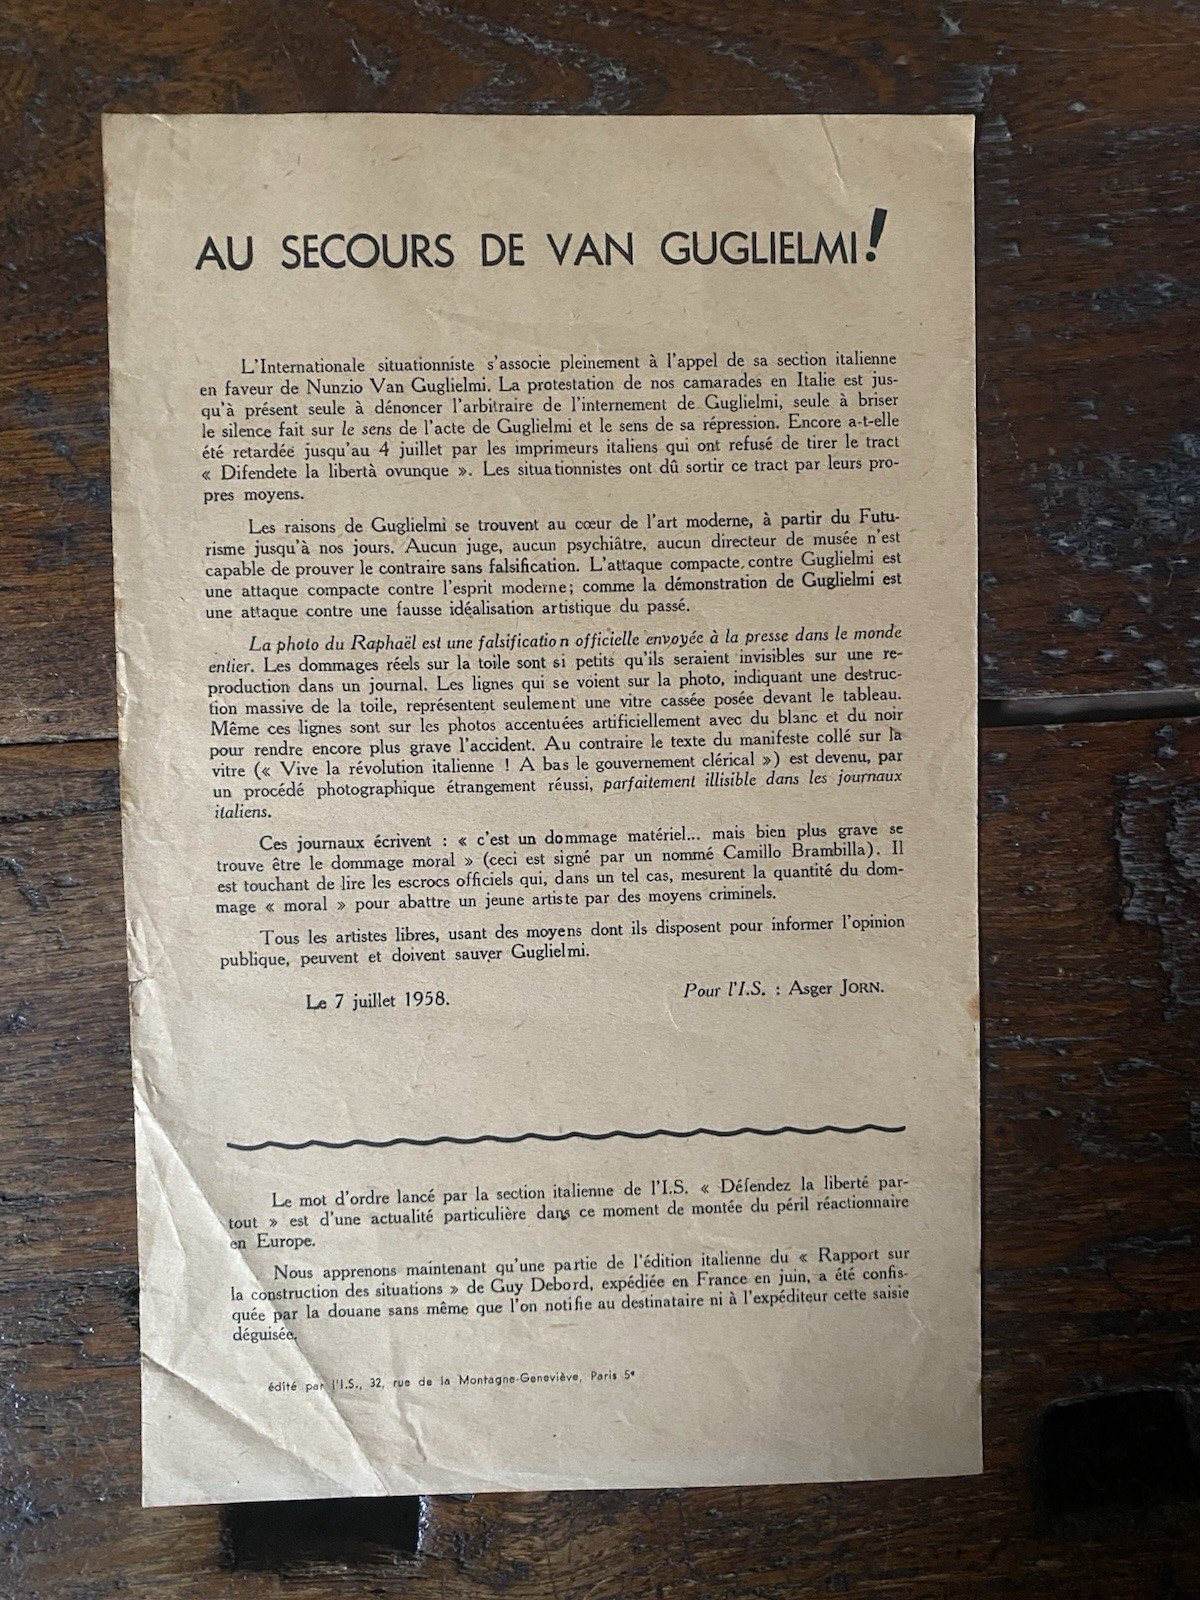 AU SECOURS DE VAN GUGLIELMI!
L'Internationale situationniste s'associe pleinement à l'appel de sa section italienne
en faveur de Nunzio Van Guglielmi. La protestation de nos camarades en Italie est jus-
qu'à présent seule à dénoncer l'arbitraire de l'internement de Guglielmi, seule à briser
le silence fait sur le sens de l'acte de Guglielmi et le sens de sa répression. Encore a-t-elle
été retardée jusqu'au 4 juillet par les imprimeurs italiens qui ont refusé de tirer le tract
« Difendete la libertà ovunque ». Les situationnistes ont dû sortir ce tract par leurs pro-
pres moyens.
Les raisons de Guglielmi se trouvent au cœur de l'art moderne, à partir du Futu-
risme jusqu'à nos jours. Aucun juge, aucun psychiâtre, aucun directeur de musée n'est
capable de prouver le contraire sans falsification. L'attaque compacte contre Guglielmi est
une attaque compacte contre l'esprit moderne; comme la démonstration de Guglielmi est
une attaque contre une fausse idéalisation artistique du passé.
La photo du Raphaël est une falsification officielle envoyée à la presse dans le monde
entier. Les dommages réels sur la toile sont si petits qu'ils seraient invisibles sur une re-
production dans un journal. Les lignes qui se voient sur la photo, indiquant une destruc-
tion massive de la toile, représentent seulement une vitre cassée posée devant le tableau.
Même ces lignes sont sur les photos accentuées artificiellement avec du blanc et du noir
pour rendre encore plus grave l'accident. Au contraire le texte du manifeste collé sur la
vitre (« Vive la révolution italienne ! A bas le gouvernement clérical ») est devenu, par
un procédé photographique étrangement réussi, parfaitement illisible dans les journaux
italiens.
Ces journaux écrivent : « c'est un dommage matériel... mais bien plus grave se
trouve être le dommage moral » (ceci est signé par un nommé Camillo Brambilla). Il
est touchant de lire les escrocs officiels qui, dans un tel cas, mesurent la quantité du dom-
mage « moral » pour abattre un jeune artiste par des moyens criminels.
Tous les artistes libres, usant des moyens dont ils disposent pour informer l'opinion
publique, peuvent et doivent sauver Guglielmi.
Le 7 juillet 1958. Pour l'I.S. : Asger JORN.
Le mot d'ordre lancé par la section italienne de l'I.S. « Défendez la liberté par-
tout » est d'une actualité particulière dans ce moment de montée du péril réactionnaire
en Europe.
Nous apprenons maintenant qu'une partie de l'édition italienne du « Rapport sur
la construction des situations » de Guy Debord, expédiée en France en juin, a été confis-
quée par la douane sans même que l'on notifie au destinataire ni à l'expéditeur cette saisie
déguisée.
édité par l'I.S., 32, rue de la Montagne-Geneviève, Paris 5e